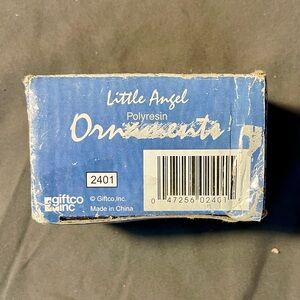 Little Angel
Polyresin
Ornaments
2401
giftco
inc
© Giftco, Inc.
Made in China
0 47256 02401